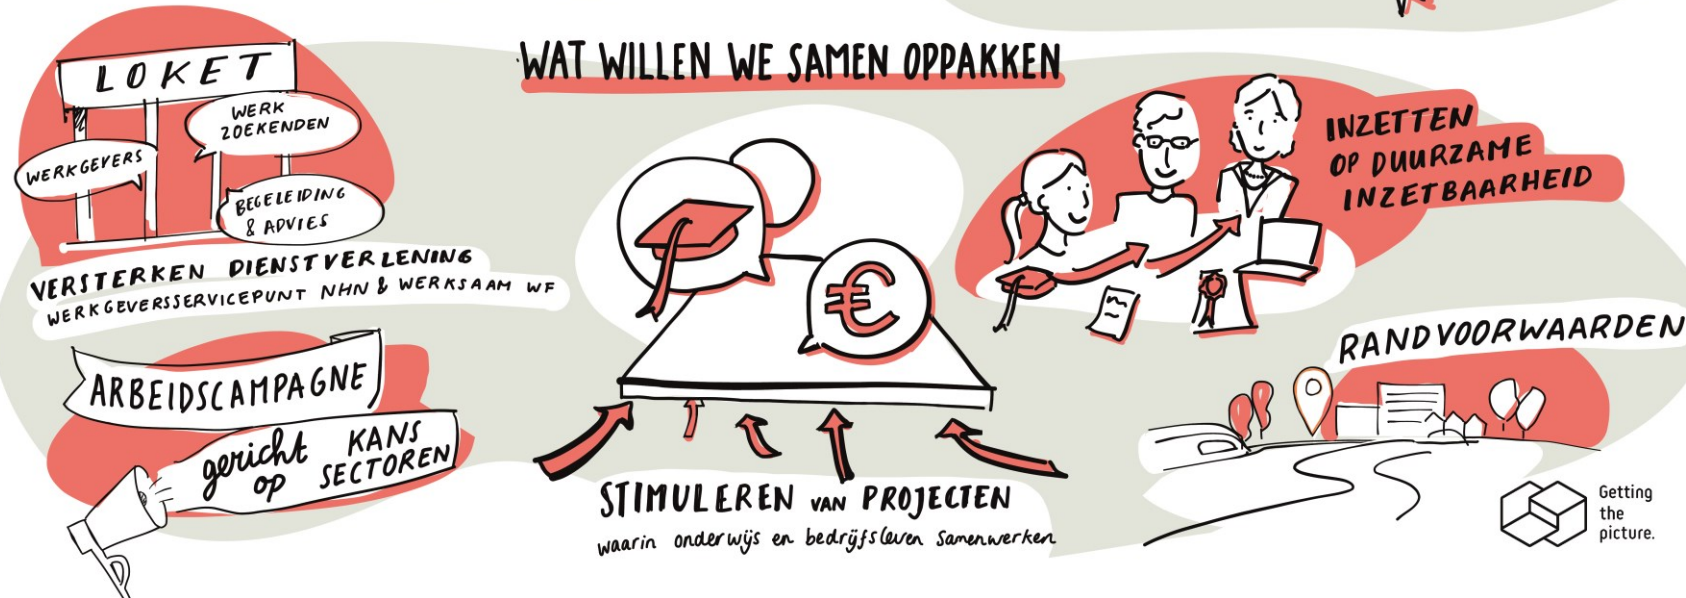 WAT WILLEN WE SAMEN OPPAKKEN
LOKET
WERK
ZOEKENDEN
WERKGEVERS
BEGELEIDING
& ADVIES
VERSTERKEN DIENSTVERLENING
WERKGEVERSSERVICEPUNT NHN & WERKSAAM WF
ARBEIDSCAMPAGNE
gericht op
KANS
SECTOREN
€
STIMULEREN VAN PROJECTEN
waarin onderwijs en bedrijfsleven samenwerken
INZETTEN
OP DUURZAME
INZETBAARHEID
RANDVOORWAARDEN
Getting
the
picture.